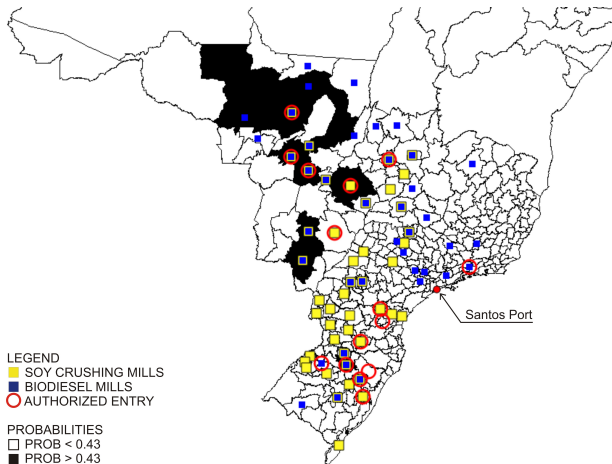 Santos Port
LEGEND
SOY CRUSHING MILLS
BIODIESEL MILLS
AUTHORIZED ENTRY
PROBABILITIES
PROB < 0.43
PROB > 0.43